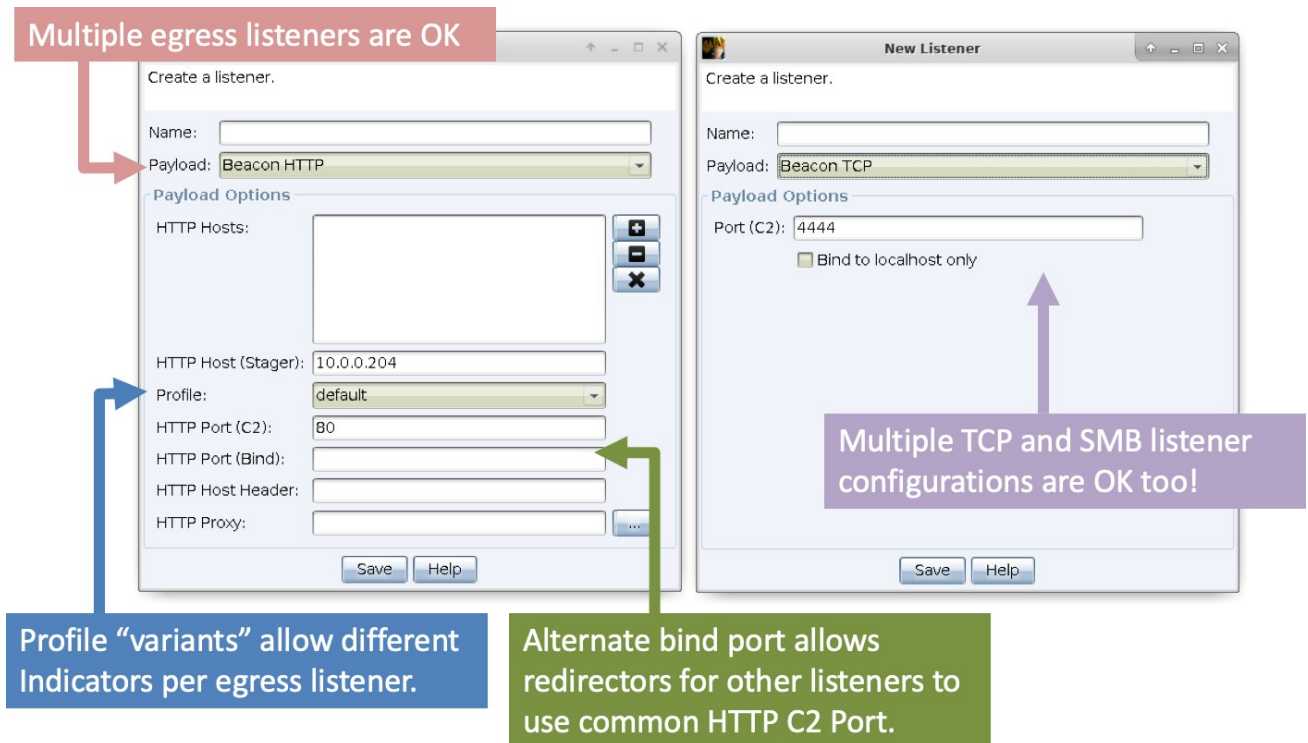 Multiple egress listeners are OK
Create a listener.
Name:
Payload: Beacon HTTP
Payload Options
HTTP Hosts:
HTTP Host (Stager): 10.0.0.204
Profile: default
HTTP Port (C2): 80
HTTP Port (Bind):
HTTP Host Header:
HTTP Proxy: ...
Save Help
New Listener
Create a listener.
Name:
Payload: Beacon TCP
Payload Options
Port (C2): 4444
Bind to localhost only
Multiple TCP and SMB listener
configurations are OK too!
Save Help
Profile “variants” allow different
Indicators per egress listener.
Alternate bind port allows
redirectors for other listeners to
use common HTTP C2 Port.